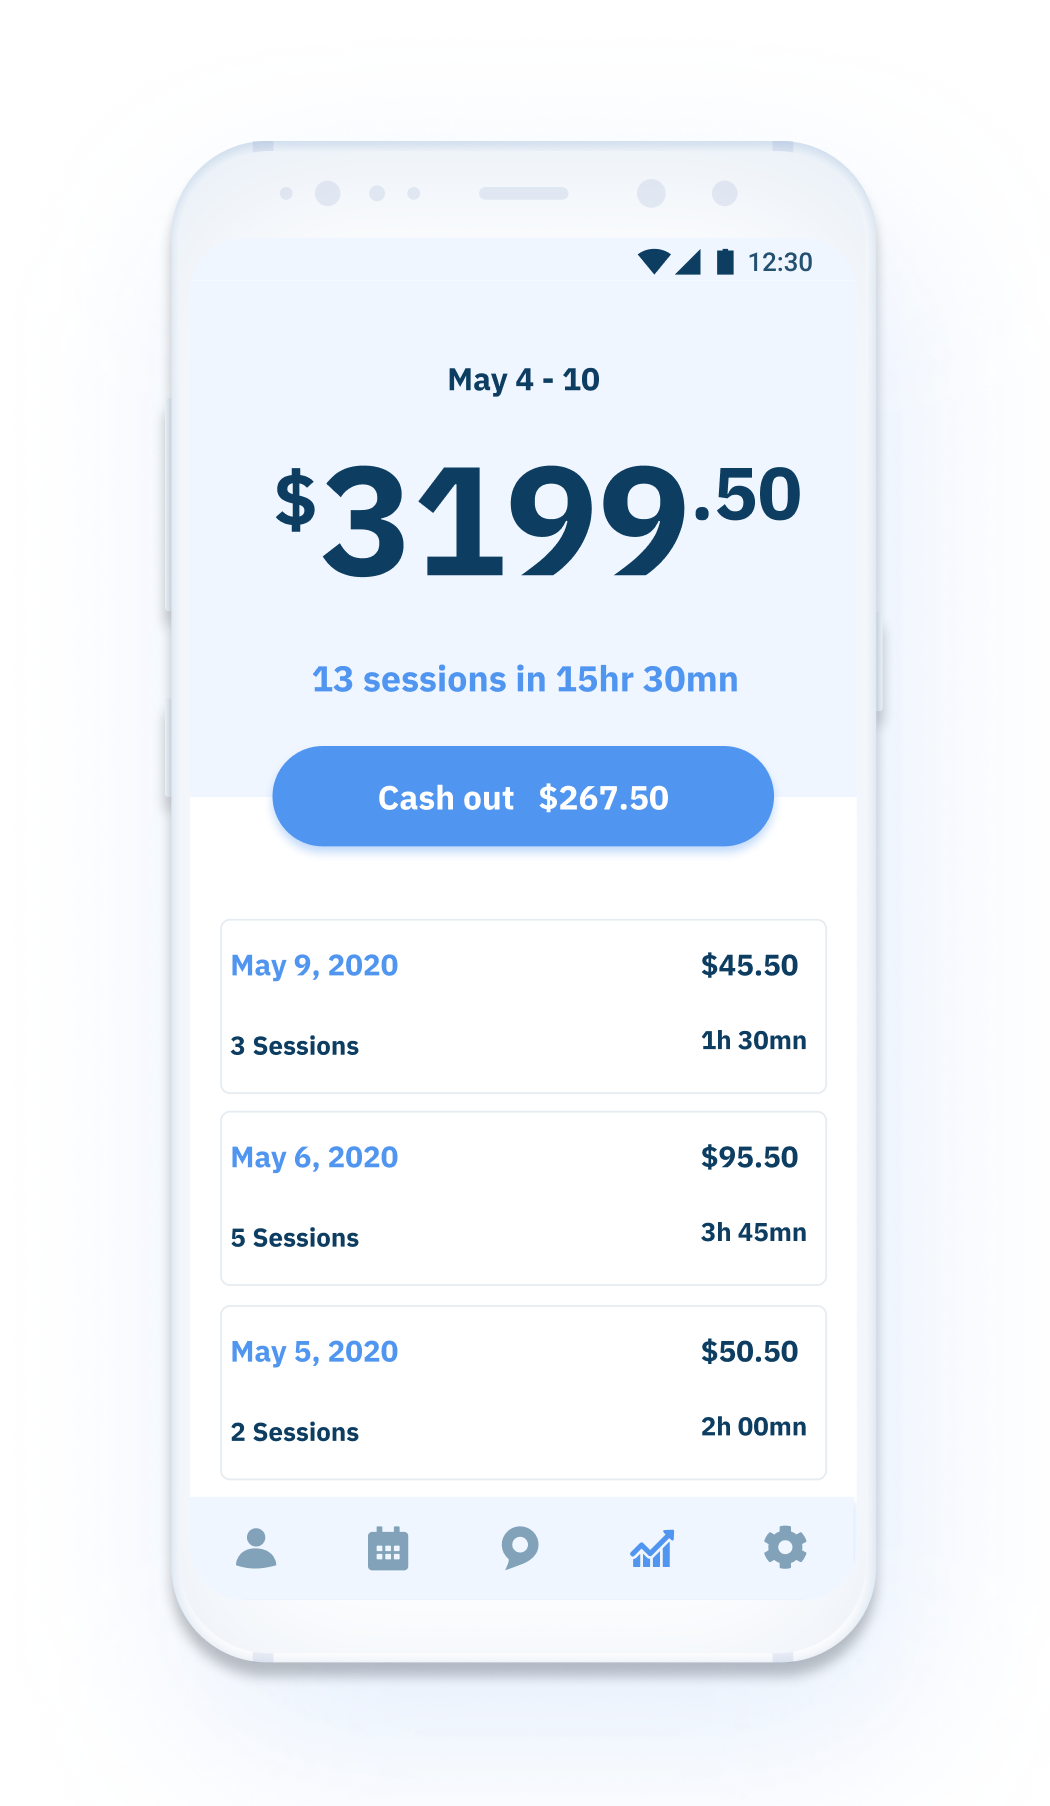 12:30
May 4 - 10
$3199.50
13 sessions in 15hr 30mn
Cash out $267.50
May 9, 2020 $45.50
3 Sessions 1h 30mn
May 6, 2020 $95.50
5 Sessions 3h 45mn
May 5, 2020 $50.50
2 Sessions 2h 00mn